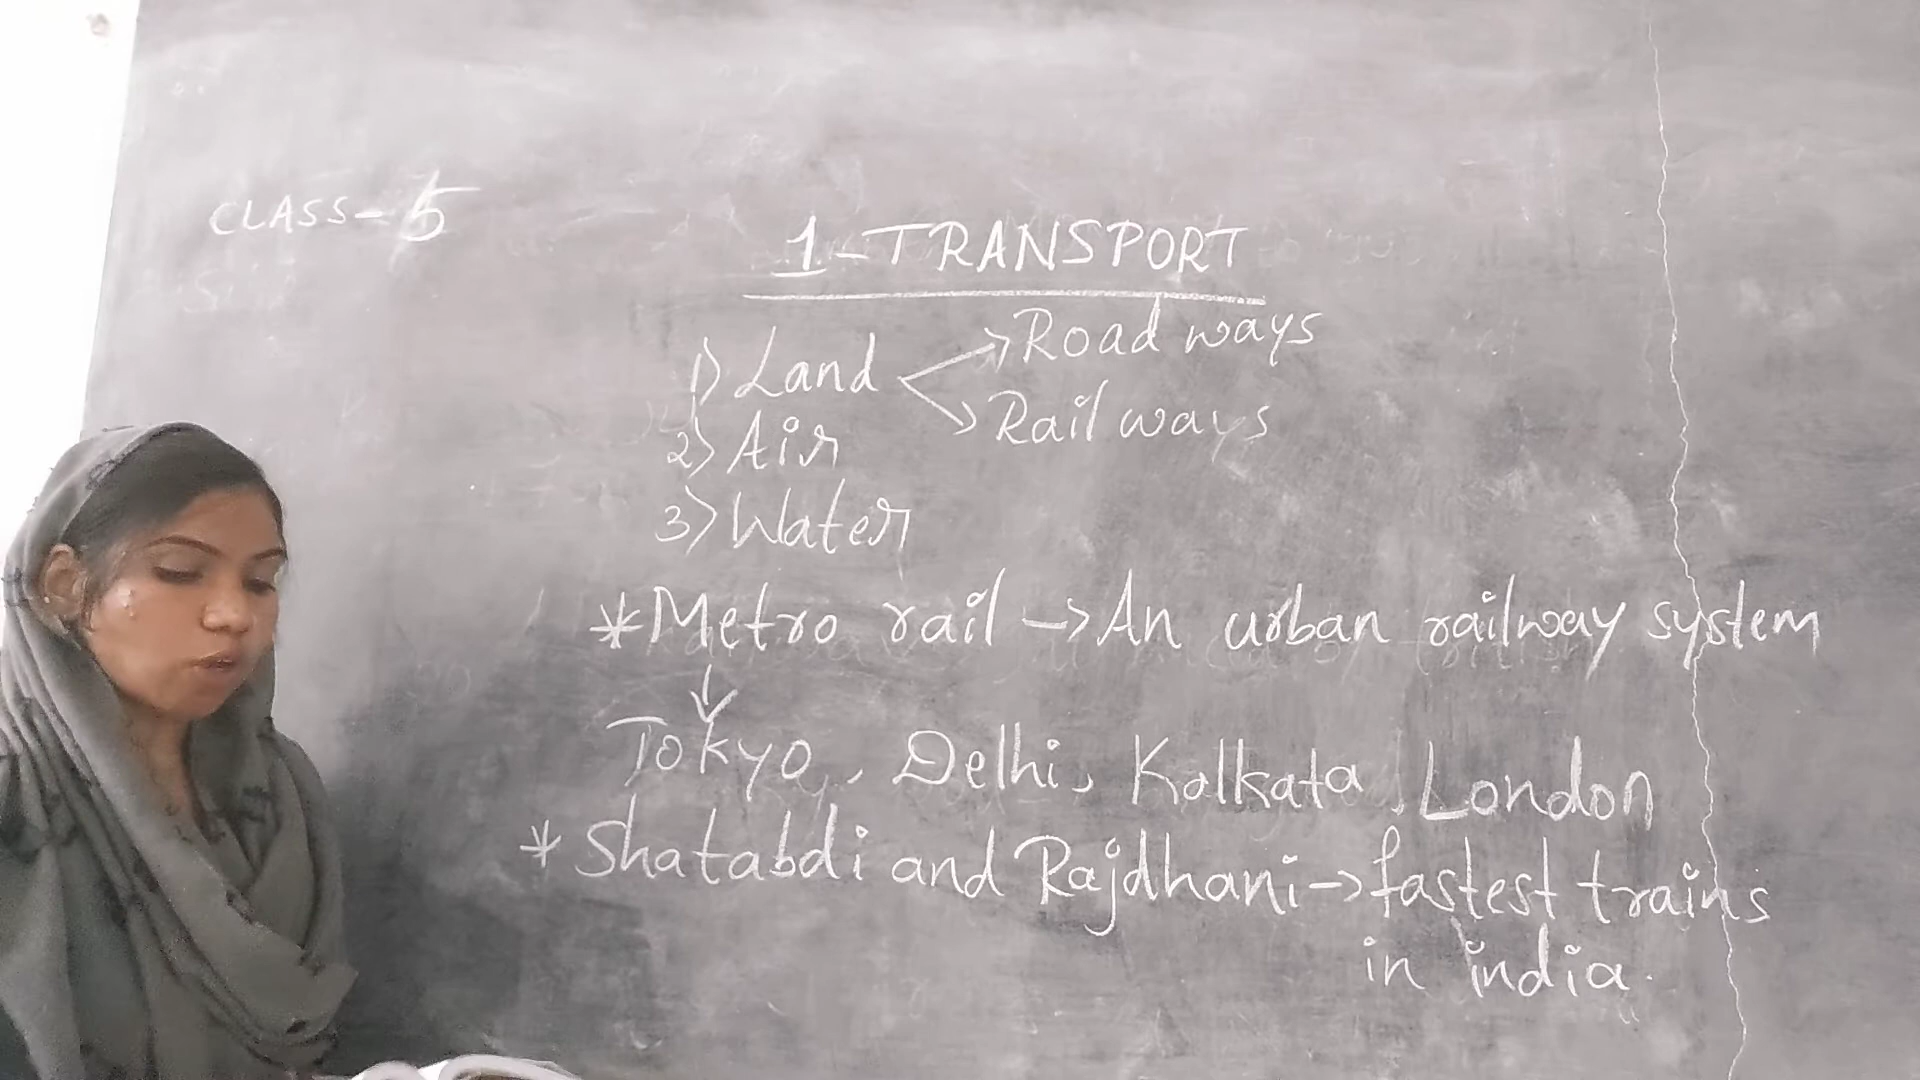 CLASS-5
1-TRANSPORT
1) Land → Road ways
→ Rail ways
2) Air
3) Water
*Metro rail → An urban railway system
↓
Tokyo, Delhi, Kolkata, London
* Shatabdi and Rajdhani → fastest trains
in india.